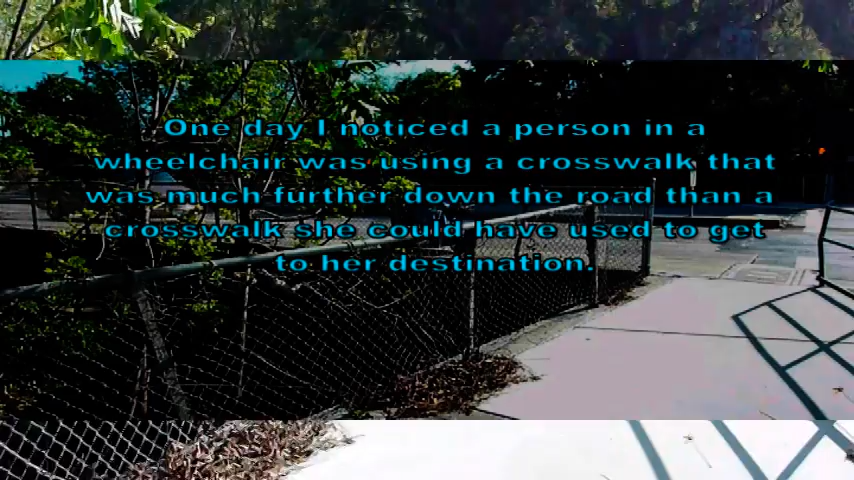 One day I noticed a person in a
wheelchair was using a crosswalk that
was much further down the road than a
crosswalk she could have used to get
to her destination.